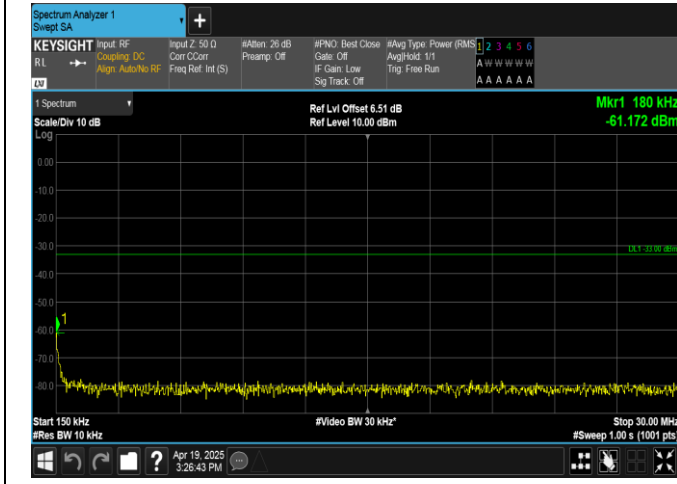 Spectrum Analyzer 1
Swept SA
+
KEYSIGHT Input: RF Input Z: 50 Ω #Atten: 26 dB #PNO: Best Close #Avg Type: Power (RMS 1 2 3 4 5 6
RL Coupling: DC Corr CCorr Preamp: Off Gate: Off Avg|Hold: 1/1 A W W W W W
Align: Auto/No RF Freq Ref: Int (S) IF Gain: Low Trig: Free Run
LXI Sig Track: Off A A A A A A
1 Spectrum Ref Lvl Offset 6.51 dB Mkr1 180 kHz
Scale/Div 10 dB Ref Level 10.00 dBm -61.172 dBm
Log
0.00
-10.0
-20.0
-30.0 DL1 -33.00 dBm
-40.0
-50.0
1
-60.0
-70.0
-80.0
Start 150 kHz #Video BW 30 kHz* Stop 30.00 MHz
#Res BW 10 kHz #Sweep 1.00 s (1001 pts)
? Apr 19, 2025
3:26:43 PM